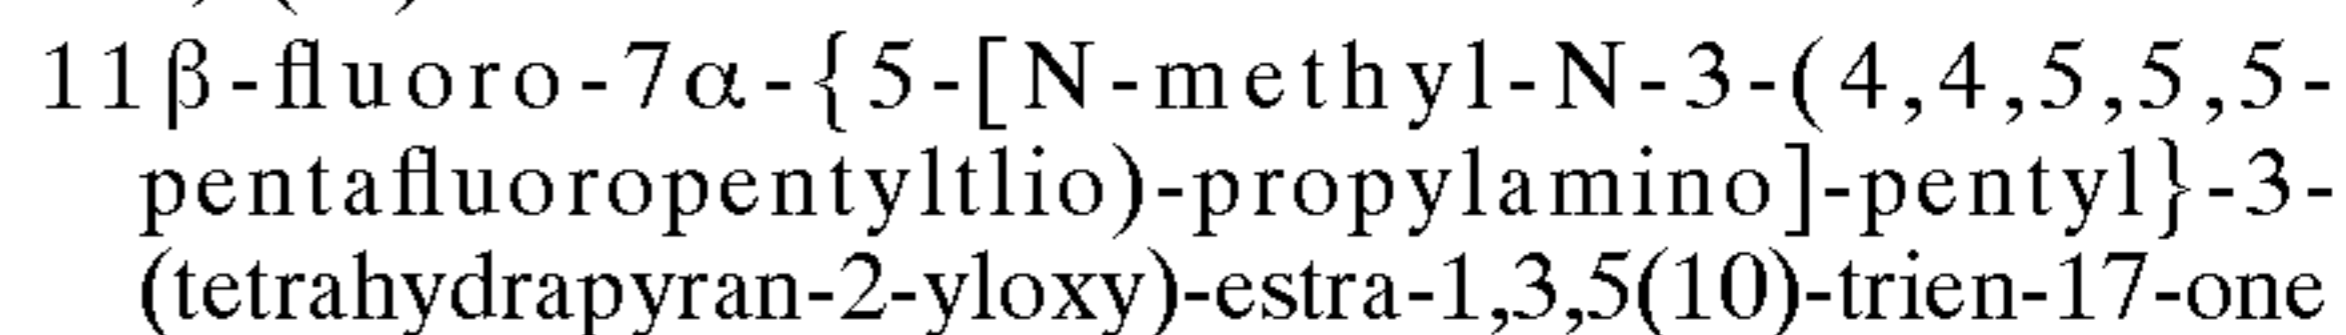 11β-fluoro-7α-{5-[N-methyl-N-3-(4,4,5,5,5-
pentafluoropentyltlio)-propylamino]-pentyl}-3-
(tetrahydrapyran-2-yloxy)-estra-1,3,5(10)-trien-17-one